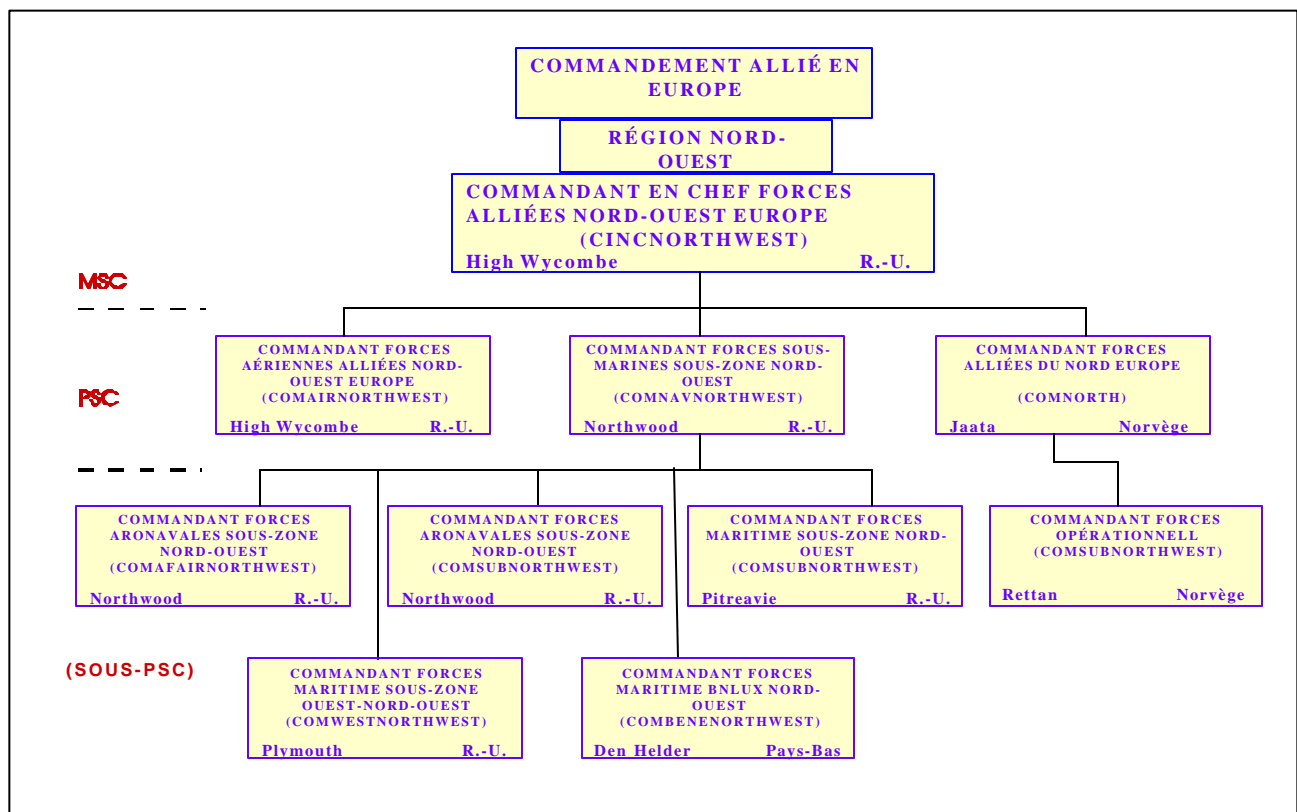 COMMANDEMENT ALLIÉ EN
EUROPE
RÉGION NORD-
OUEST
COMMANDANT EN CHEF FORCES
ALLIÉES NORD-OUEST EUROPE
(CINCNORTHWEST)
High Wycombe R.-U.
MSC
COMMANDANT FORCES
AÉRIENNES ALLIÉES NORD-
OUEST EUROPE
(COMAIRNORTHWEST)
High Wycombe R.-U.
COMMANDANT FORCES SOUS-
MARINES SOUS-ZONE NORD-
OUEST
(COMNAVNORTHWEST)
Northwood R.-U.
COMMANDANT FORCES
ALLIÉES DU NORD EUROPE
(COMNORTH)
Jaata Norvège
PSC
COMMANDANT FORCES
ARONAVALES SOUS-ZONE
NORD-OUEST
(COMAFAIRNORTHWEST)
Northwood R.-U.
COMMANDANT FORCES
ARONAVALES SOUS-ZONE
NORD-OUEST
(COMSUBNORTHWEST)
Northwood R.-U.
COMMANDANT FORCES
MARITIME SOUS-ZONE NORD-
OUEST
(COMSUBNORTHWEST)
Pitreavie R.-U.
COMMANDANT FORCES
OPÉRATIONNELL
(COMSUBNORTHWEST)
Rettan Norvège
(SOUS-PSC)
COMMANDANT FORCES
MARITIME SOUS-ZONE
OUEST-NORD-OUEST
(COMWESTNORTHWEST)
Plymouth R.-U.
COMMANDANT FORCES
MARITIME BNLUX NORD-
OUEST
(COMBENENORTHWEST)
Den Helder Pays-Bas